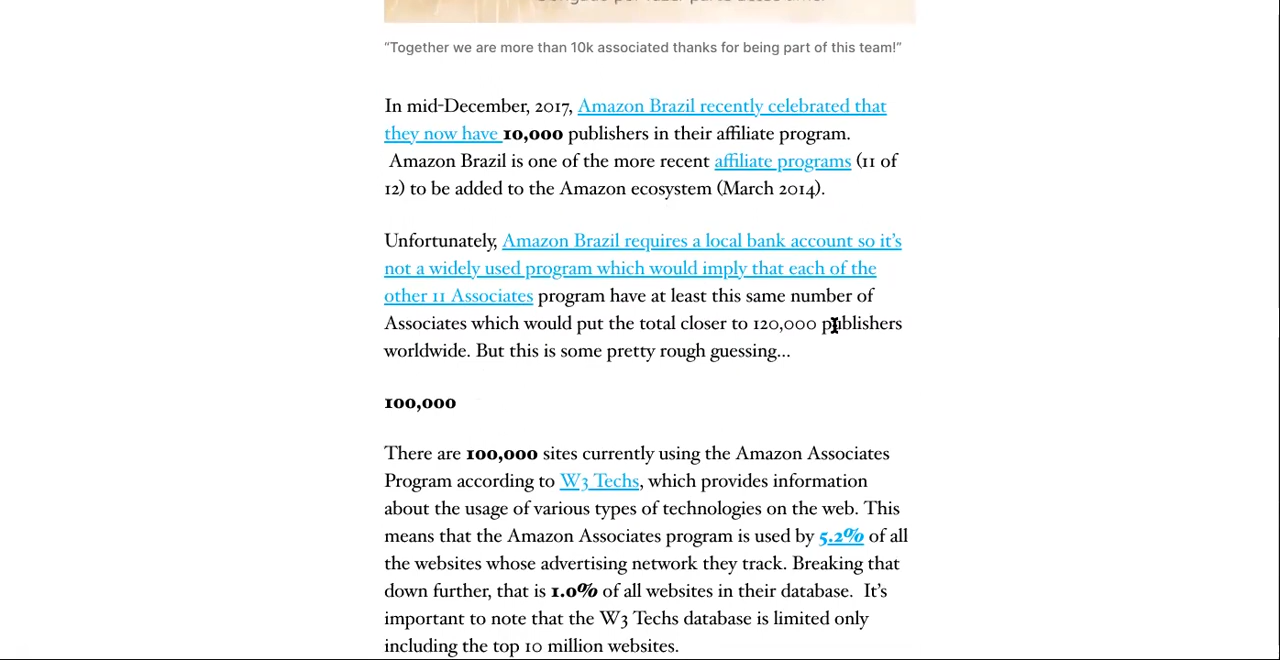 “Together we are more than 10k associated thanks for being part of this team!”
In mid-December, 2017, Amazon Brazil recently celebrated that
they now have 10,000 publishers in their affiliate program.
Amazon Brazil is one of the more recent affiliate programs (11 of
12) to be added to the Amazon ecosystem (March 2014).
Unfortunately, Amazon Brazil requires a local bank account so it’s
not a widely used program which would imply that each of the
other 11 Associates program have at least this same number of
Associates which would put the total closer to 120,000 publishers
worldwide. But this is some pretty rough guessing...
100,000
There are 100,000 sites currently using the Amazon Associates
Program according to W3 Techs, which provides information
about the usage of various types of technologies on the web. This
means that the Amazon Associates program is used by 5.2% of all
the websites whose advertising network they track. Breaking that
down further, that is 1.0% of all websites in their database. It’s
important to note that the W3 Techs database is limited only
including the top 10 million websites.